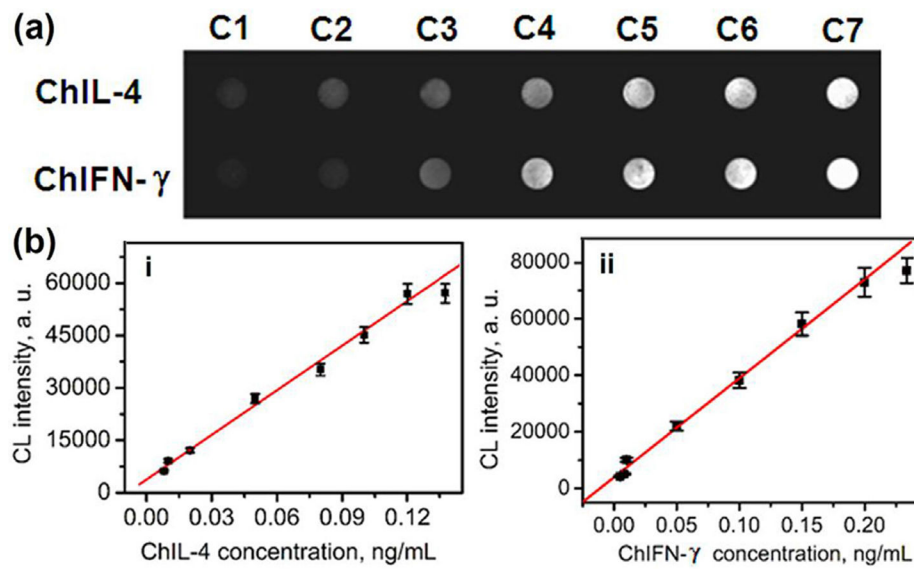 (a)
C1 C2 C3 C4 C5 C6 C7
ChIL-4
ChIFN-γ
(b)
i
60000
45000
30000
15000
0
CL intensity, a. u.
0.00 0.03 0.06 0.09 0.12
ChIL-4 concentration, ng/mL
ii
80000
60000
40000
20000
0
CL intensity, a. u.
0.00 0.05 0.10 0.15 0.20
ChIFN-γ concentration, ng/mL